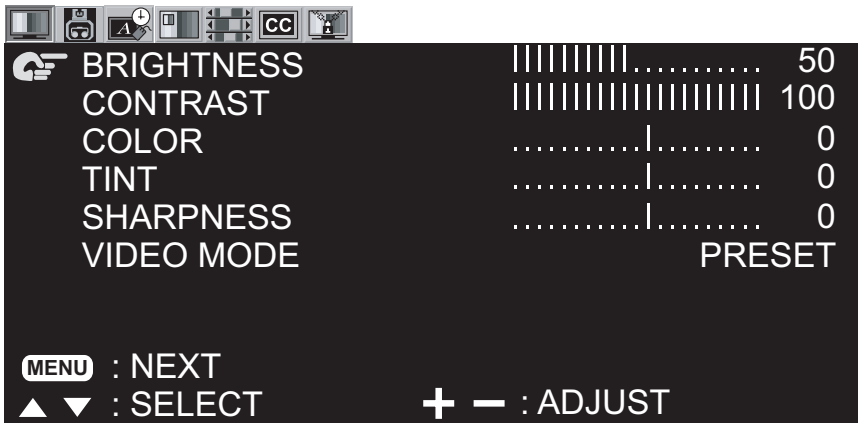 A CC
BRIGHTNESS 50
CONTRAST 100
COLOR 0
TINT 0
SHARPNESS 0
VIDEO MODE PRESET
MENU : NEXT
▲ ▼ : SELECT + − : ADJUST